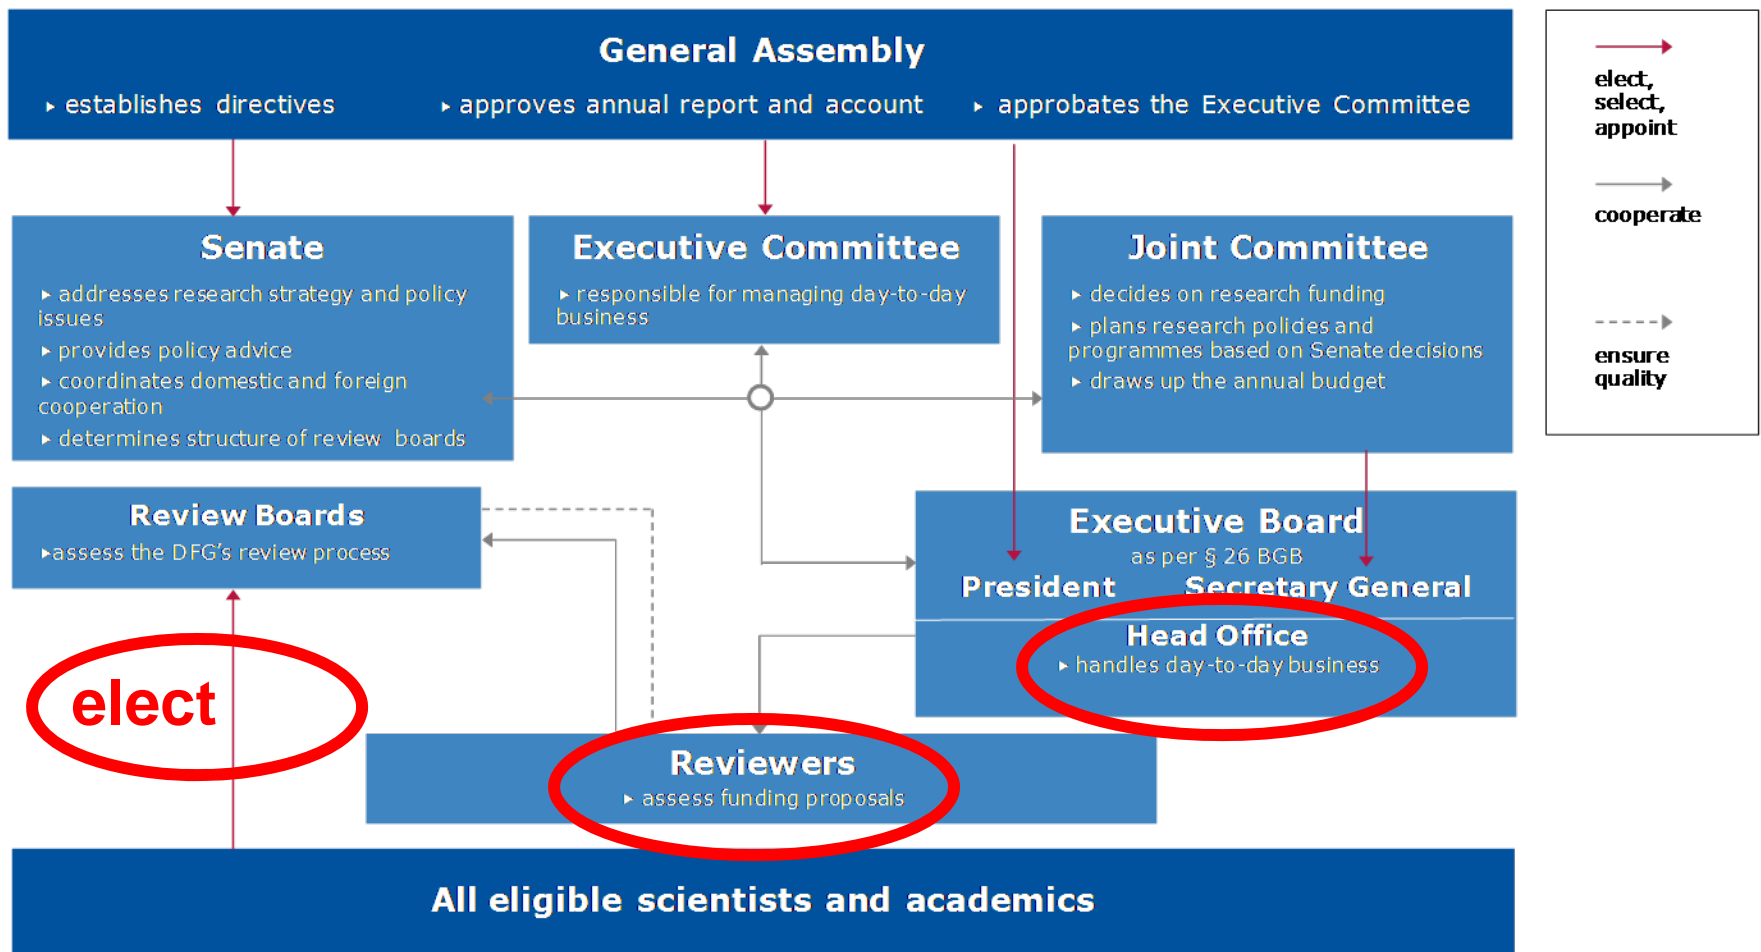 General Assembly
▸ establishes directives
▸ approves annual report and account
▸ approbates the Executive Committee
elect,
select,
appoint
cooperate
ensure
quality
Senate
▸ addresses research strategy and policy
issues
▸ provides policy advice
▸ coordinates domestic and foreign
cooperation
▸ determines structure of review boards
Executive Committee
▸ responsible for managing day-to-day
business
Joint Committee
▸ decides on research funding
▸ plans research policies and
programmes based on Senate decisions
▸ draws up the annual budget
Review Boards
▸assess the DFG's review process
Executive Board
as per § 26 BGB
President
Secretary General
Head Office
▸ handles day-to-day business
elect
Reviewers
▸ assess funding proposals
All eligible scientists and academics